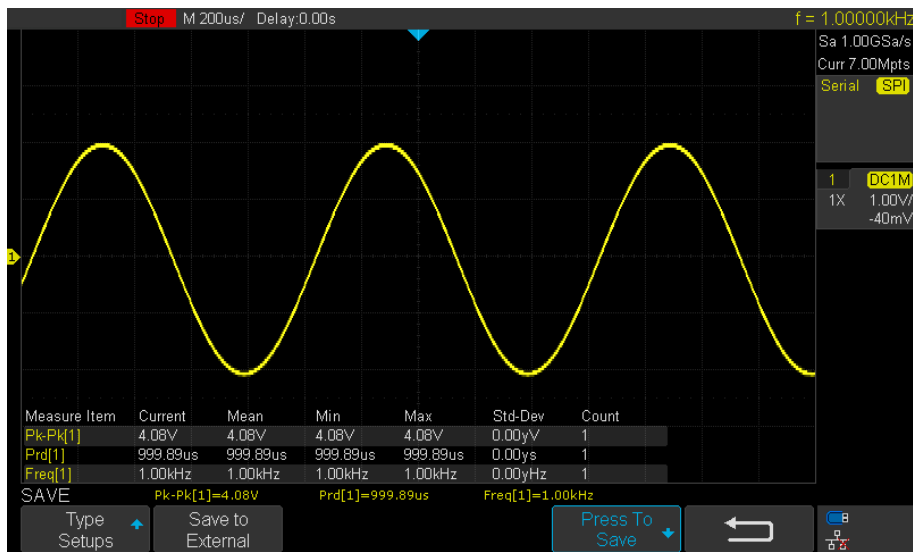 Stop M 200us/ Delay:0.00s f = 1.00000kHz
Sa 1.00GSa/s
Curr 7.00Mpts
Serial SPI
1 DC1M
1X 1.00V/
-40mV
1
Measure Item Current Mean Min Max Std-Dev Count
Pk-Pk[1] 4.08V 4.08V 4.08V 4.08V 0.00yV 1
Prd[1] 999.89us 999.89us 999.89us 999.89us 0.00ys 1
Freq[1] 1.00kHz 1.00kHz 1.00kHz 1.00kHz 0.00yHz 1
SAVE Pk-Pk[1]=4.08V Prd[1]=999.89us Freq[1]=1.00kHz
Type Setups
Save to External
Press To Save